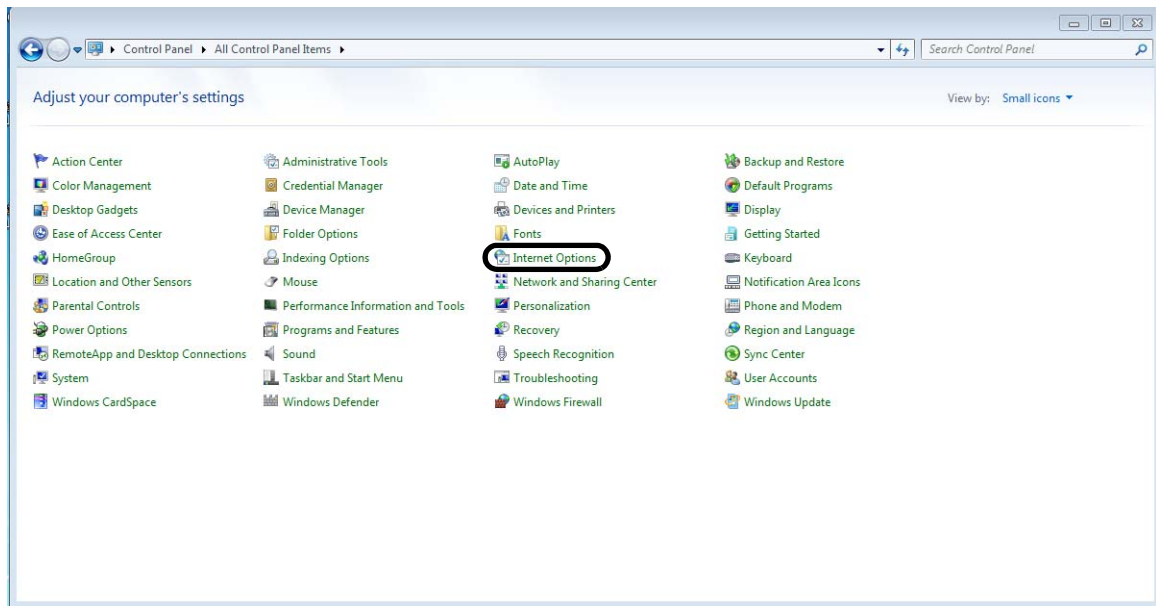 Control Panel All Control Panel Items Search Control Panel
Adjust your computer's settings View by: Small icons
Action Center Administrative Tools AutoPlay Backup and Restore
Color Management Credential Manager Date and Time Default Programs
Desktop Gadgets Device Manager Devices and Printers Display
Ease of Access Center Folder Options Fonts Getting Started
HomeGroup Indexing Options Internet Options Keyboard
Location and Other Sensors Mouse Network and Sharing Center Notification Area Icons
Parental Controls Performance Information and Tools Personalization Phone and Modem
Power Options Programs and Features Recovery Region and Language
RemoteApp and Desktop Connections Sound Speech Recognition Sync Center
System Taskbar and Start Menu Troubleshooting User Accounts
Windows CardSpace Windows Defender Windows Firewall Windows Update